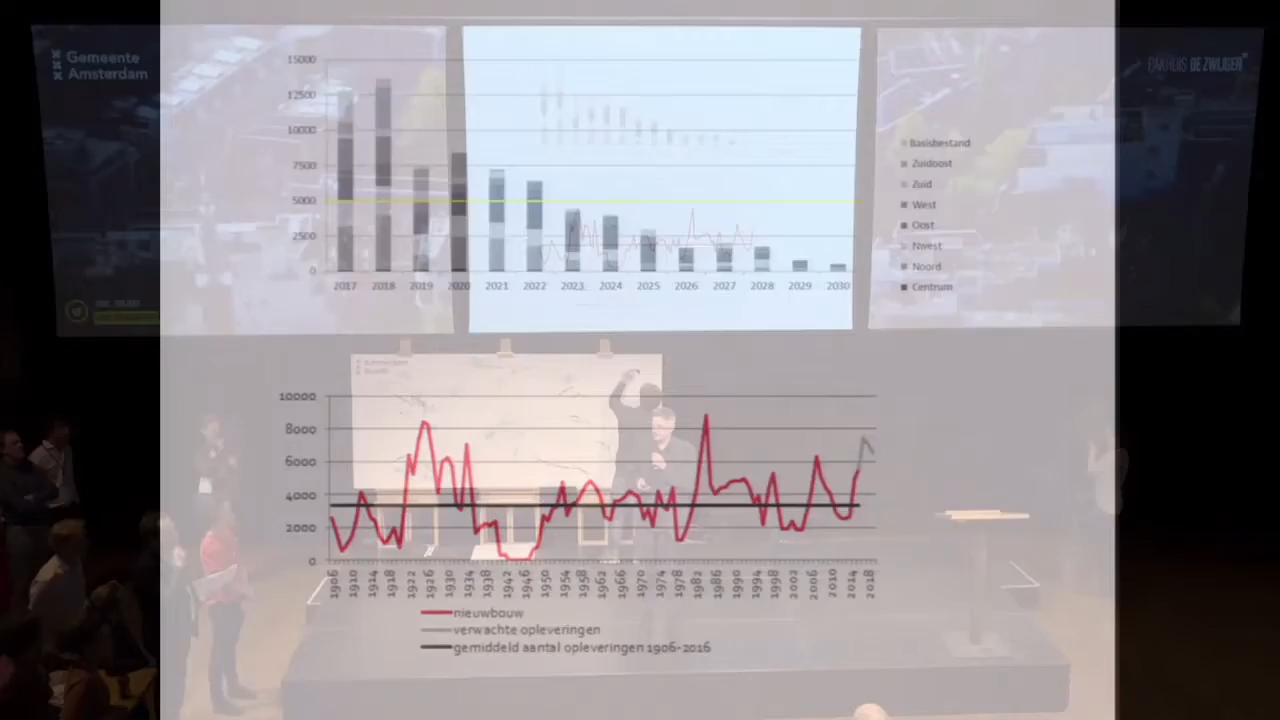 Gemeente
Amsterdam
PAKHUIS DE ZWIJGER
15000
12500
10000
7500
5000
2500
0
2017 2018 2019 2020 2021 2022 2023 2024 2025 2026 2027 2028 2029 2030
Basisbestand
Zuidoost
Zuid
West
Oost
Nwest
Noord
Centrum
10000
8000
6000
4000
2000
0
1906 1910 1914 1918 1922 1926 1930 1934 1938 1942 1946 1950 1954 1958 1962 1966 1970 1974 1978 1982 1986 1990 1994 1998 2002 2006 2010 2014 2018
nieuwbouw
verwachte opleveringen
gemiddeld aantal opleveringen 1906-2016